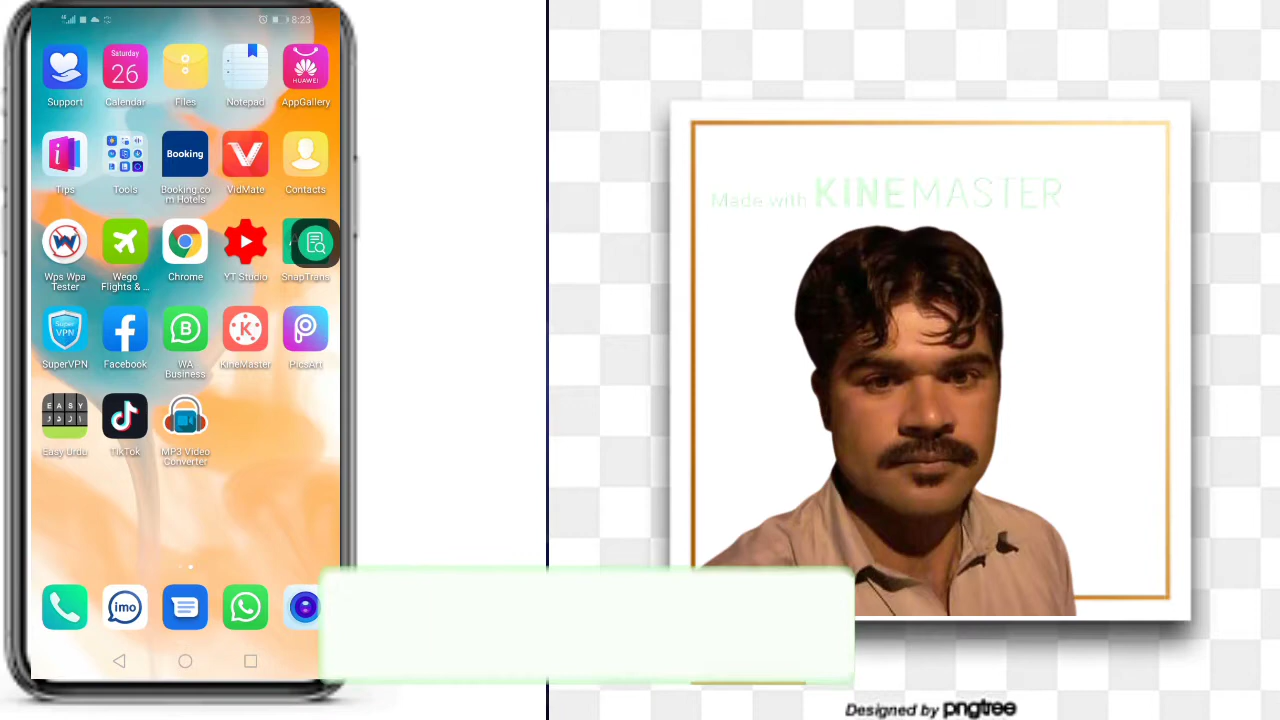 8:23
Saturday
26
HUAWEI
Support
Calendar
Files
Notepad
AppGallery
i
Booking
Tips
Tools
Booking.co
m Hotels
VidMate
Contacts
W
Wps Wpa
Tester
Wego
Flights & ...
Chrome
YT Studio
SnapTrans
Super
VPN
B
K
SuperVPN
Facebook
WA
Business
KineMaster
PicsArt
E A S Y
Easy Urdu
TikTok
MP3 Video
Converter
imo
Made with KINEMASTER
Designed by pngtree